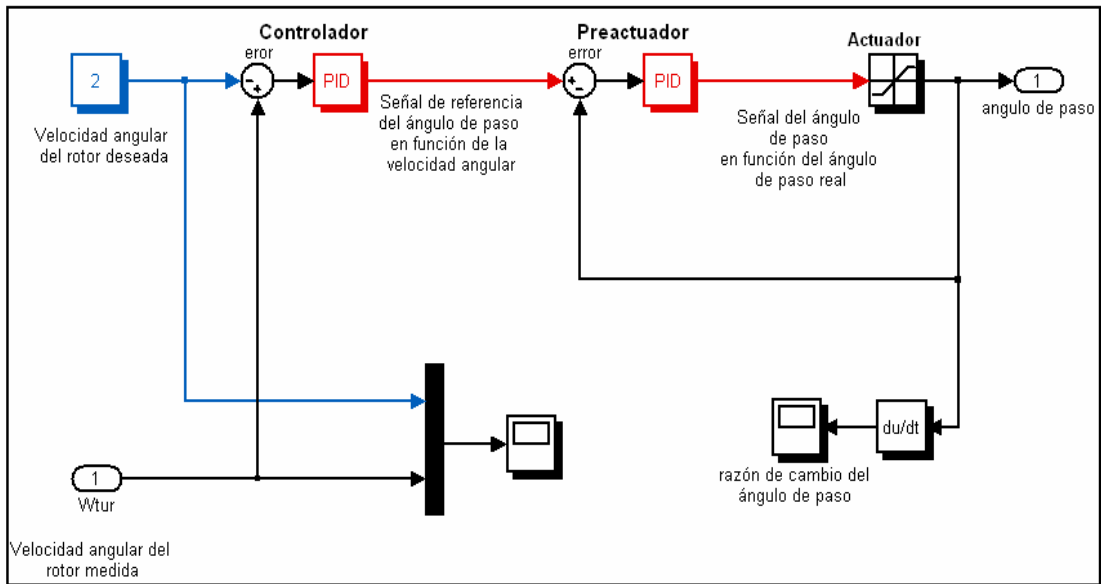 Controlador
Preactuador
Actuador
eror
error
2
-
+
PID
+
-
PID
1
angulo de paso
Velocidad angular
del rotor deseada
Señal de referencia
del ángulo de paso
en función de la
velocidad angular
Señal del ángulo
de paso
en función del ángulo
de paso real
du/dt
razón de cambio del
ángulo de paso
1
Wtur
Velocidad angular del
rotor medida